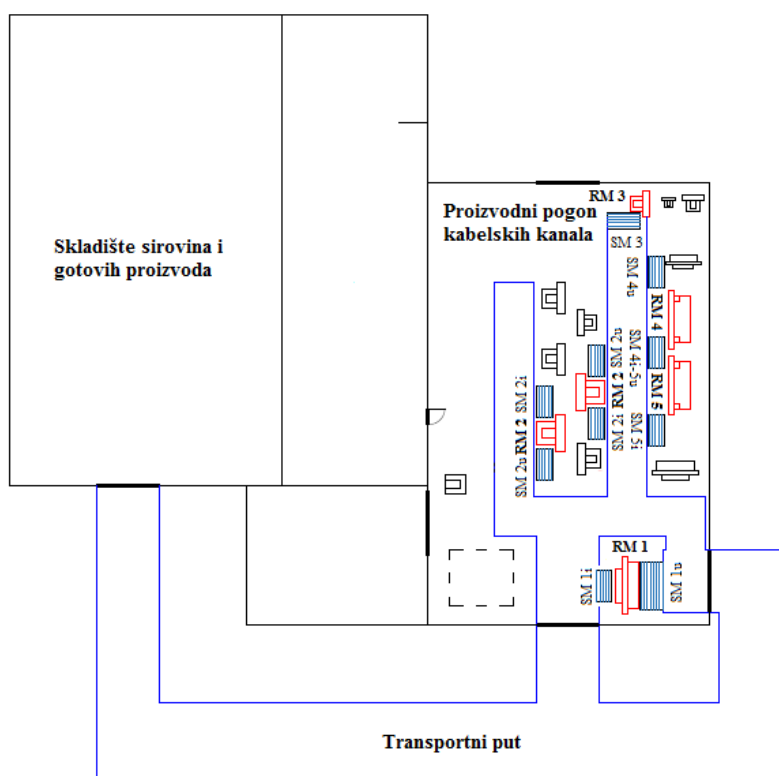 RM 3
Proizvodni pogon
kabelskih kanala
SM 3
Skladište sirovina i
gotovih proizvoda
SM 4u
RM 4
SM 2u
SM 4i-5u
SM 2i
RM 2
RM 2
RM 5
SM 2u
SM 2i
SM 5i
RM 1
SM 1i
SM 1u
Transportni put